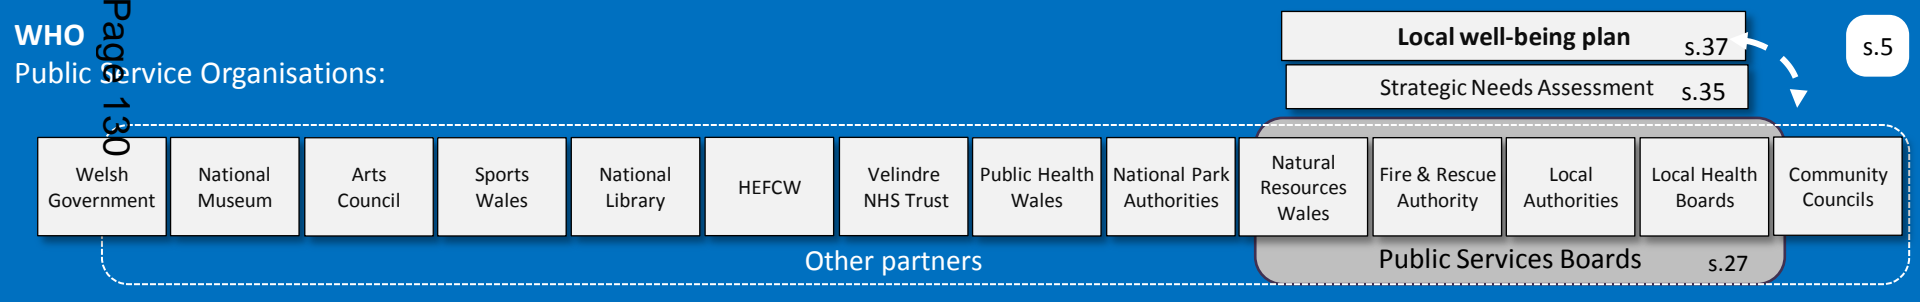 WHO
Public Service Organisations:
Page 130
Local well-being plan s.37
Strategic Needs Assessment s.35
s.5
Welsh
Government
National
Museum
Arts
Council
Sports
Wales
National
Library
HEFCW
Velindre
NHS Trust
Public Health
Wales
National Park
Authorities
Natural
Resources
Wales
Fire & Rescue
Authority
Local
Authorities
Local Health
Boards
Community
Councils
Other partners
Public Services Boards s.27